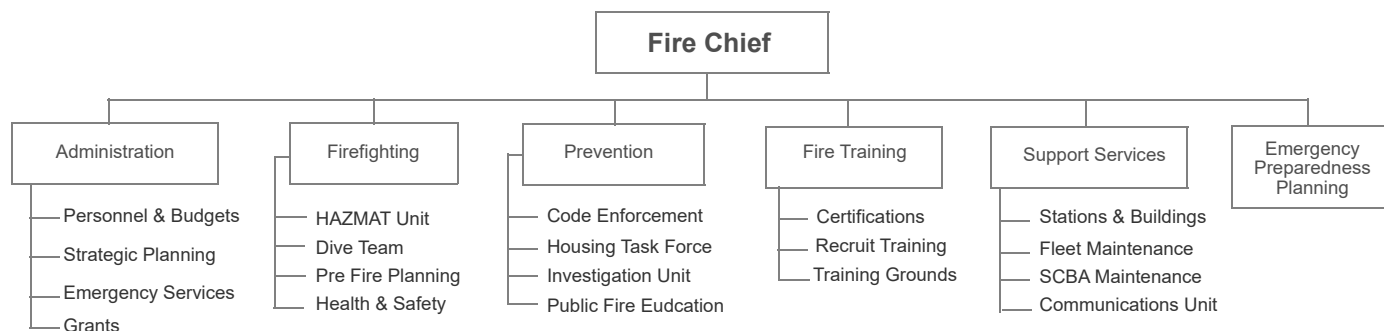 Fire Chief
Administration
Personnel & Budgets
Strategic Planning
Emergency Services
Grants
Firefighting
HAZMAT Unit
Dive Team
Pre Fire Planning
Health & Safety
Prevention
Code Enforcement
Housing Task Force
Investigation Unit
Public Fire Eudcation
Fire Training
Certifications
Recruit Training
Training Grounds
Support Services
Stations & Buildings
Fleet Maintenance
SCBA Maintenance
Communications Unit
Emergency
Preparedness
Planning